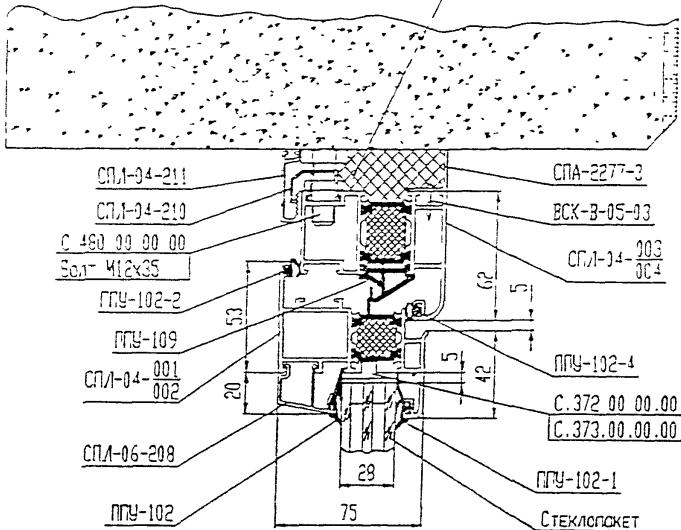 СПЛ-04-211
СПЛ-04-210
С.480.00.00.00
Болт М12х35
ППУ-102-2
ППУ-109
СПЛ-04-001
002
СПЛ-06-208
ППУ-102
53
20
28
75
СПА-2277-3
ВСК-В-05-03
СПЛ-04-003
004
62
5
5
42
ППУ-102-4
С.372.00.00.00
С.373.00.00.00
ППУ-102-1
Стеклопакет